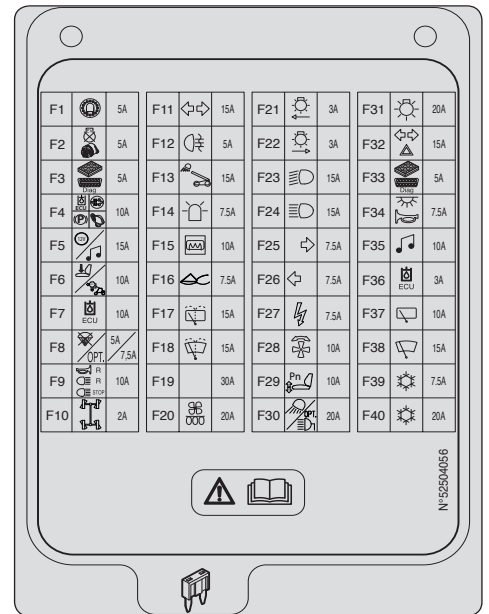 F1 5A F11 15A F21 3A F31 20A
F2 5A F12 5A F22 3A F32 15A
F3 Diag 5A F13 15A F23 15A F33 Diag 5A
F4 ECU P 10A F14 7.5A F24 15A F34 7.5A
F5 12V 15A F15 10A F25 7.5A F35 10A
F6 10A F16 7.5A F26 7.5A F36 ECU 3A
F7 ECU 10A F17 15A F27 7.5A F37 10A
F8 OPT. 5A 7,5A F18 15A F28 10A F38 15A
F9 R R STOP 10A F19 30A F29 Pn 10A F39 7.5A
F10 2A F20 20A F30 OPT. 20A F40 20A
N°52504056